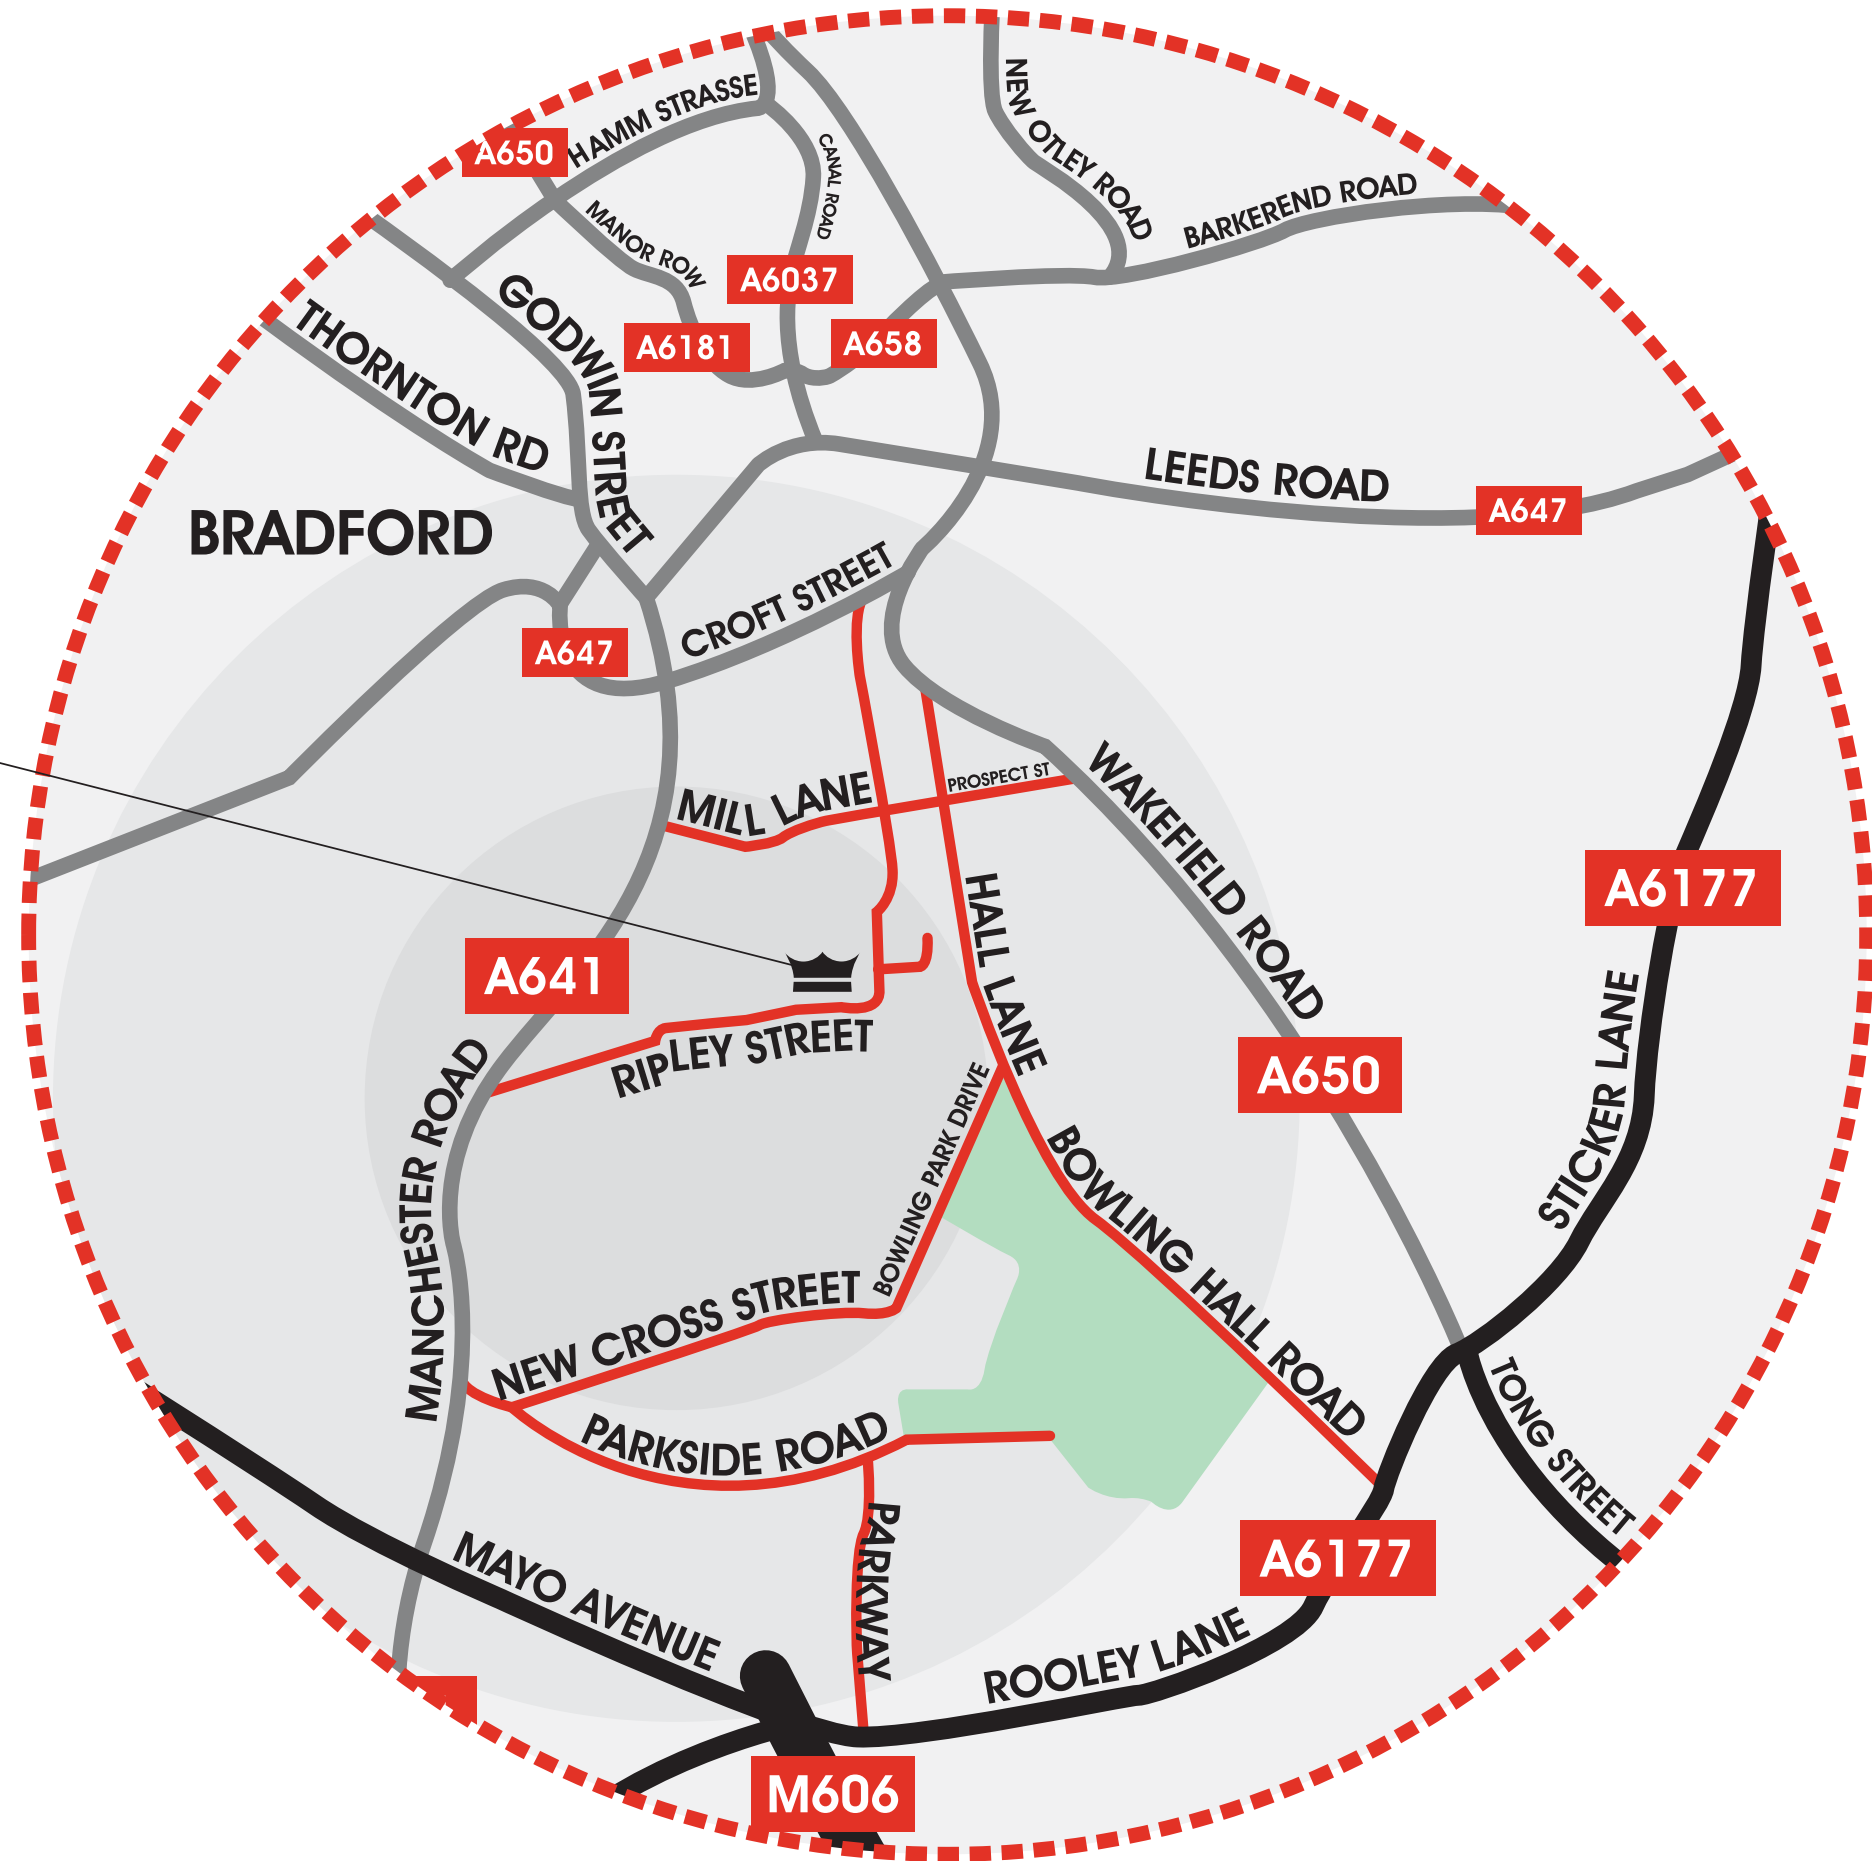 NEW OTLEY ROAD
HAMM STRASSE
A650
CANAL ROAD
BARKEREND ROAD
MANOR ROW
A6037
GODWIN STREET
THORNTON RD
A6181
A658
LEEDS ROAD
A647
BRADFORD
CROFT STREET
A647
PROSPECT ST
MILL LANE
WAKEFIELD ROAD
A6177
HALL LANE
A641
STICKER LANE
RIPLEY STREET
A650
MANCHESTER ROAD
BOWLING PARK DRIVE
BOWLING HALL ROAD
NEW CROSS STREET
TONG STREET
PARKSIDE ROAD
PARKWAY
A6177
MAYO AVENUE
ROOLEY LANE
M606